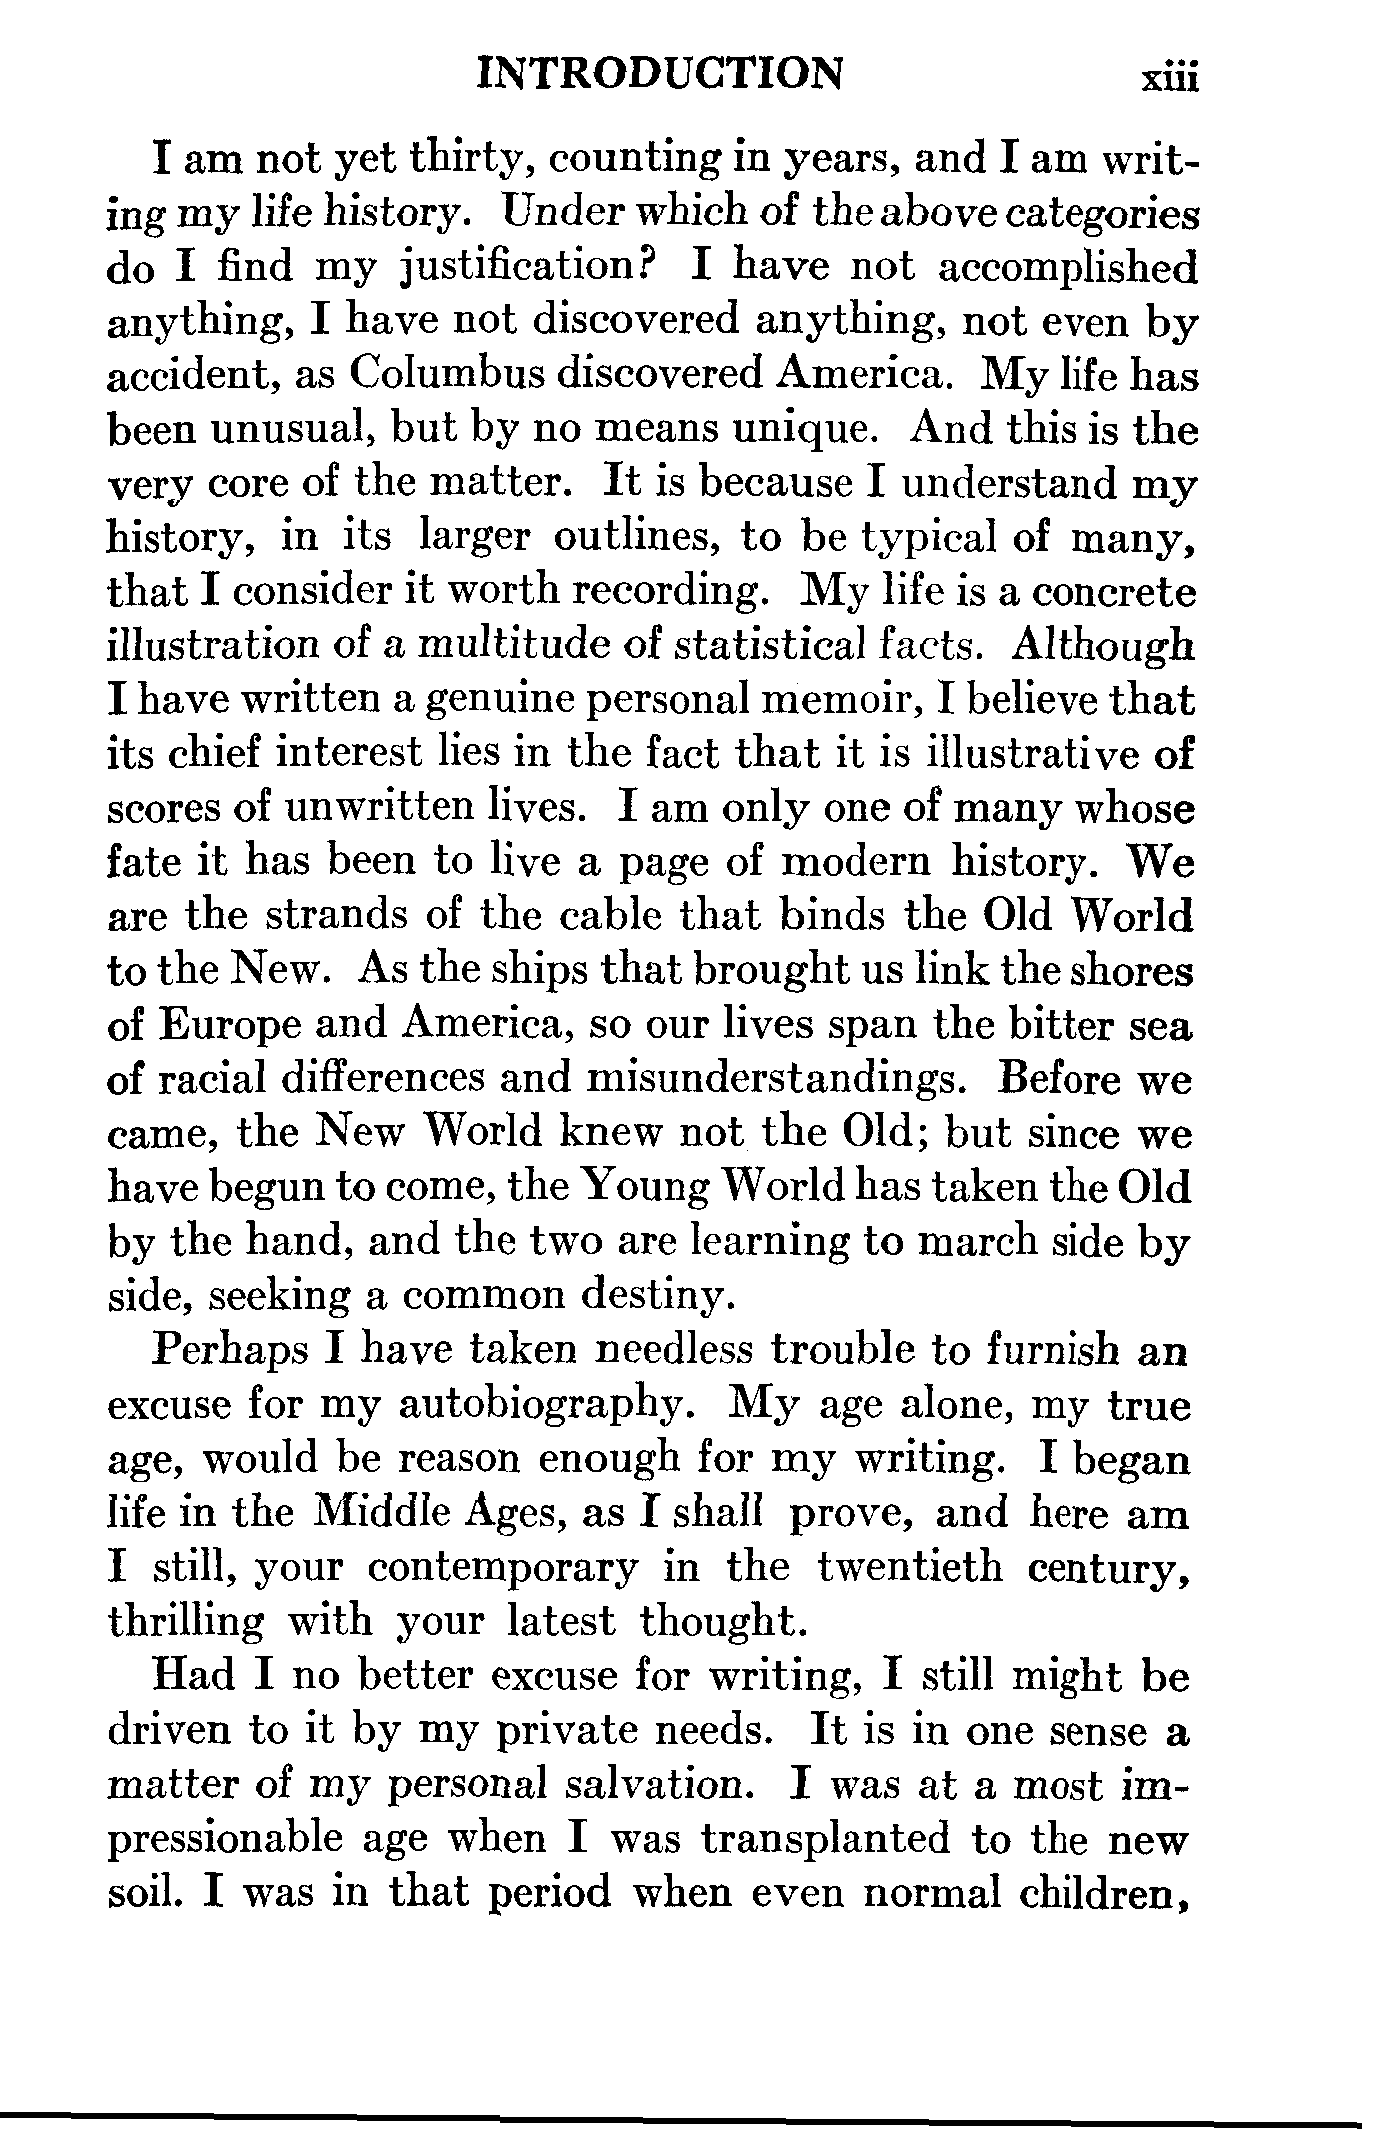 INTRODUCTION xiii
I am not yet thirty, counting in years, and I am writ-
ing my life history. Under which of the above categories
do I find my justification? I have not accomplished
anything, I have not discovered anything, not even by
accident, as Columbus discovered America. My life has
been unusual, but by no means unique. And this is the
very core of the matter. It is because I understand my
history, in its larger outlines, to be typical of many,
that I consider it worth recording. My life is a concrete
illustration of a multitude of statistical facts. Although
I have written a genuine personal memoir, I believe that
its chief interest lies in the fact that it is illustrative of
scores of unwritten lives. I am only one of many whose
fate it has been to live a page of modern history. We
are the strands of the cable that binds the Old World
to the New. As the ships that brought us link the shores
of Europe and America, so our lives span the bitter sea
of racial differences and misunderstandings. Before we
came, the New World knew not the Old; but since we
have begun to come, the Young World has taken the Old
by the hand, and the two are learning to march side by
side, seeking a common destiny.
Perhaps I have taken needless trouble to furnish an
excuse for my autobiography. My age alone, my true
age, would be reason enough for my writing. I began
life in the Middle Ages, as I shall prove, and here am
I still, your contemporary in the twentieth century,
thrilling with your latest thought.
Had I no better excuse for writing, I still might be
driven to it by my private needs. It is in one sense a
matter of my personal salvation. I was at a most im-
pressionable age when I was transplanted to the new
soil. I was in that period when even normal children,